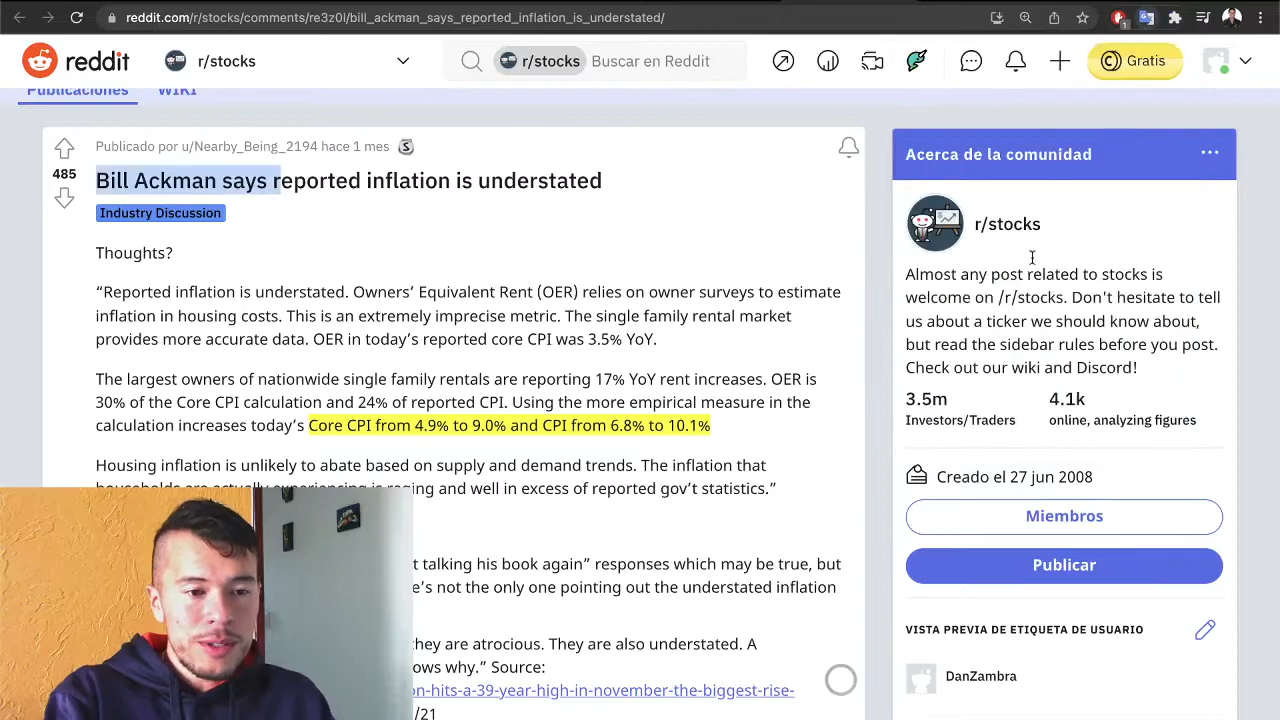 reddit.com/r/stocks/comments/re3z0l/bill_ackman_says_reported_inflation_is_understated/
reddit
r/stocks
r/stocks Buscar en Reddit
Gratis
Publicaciones WIKI
Publicado por u/Nearby_Being_2194 hace 1 mes
485
Bill Ackman says reported inflation is understated
Industry Discussion
Thoughts?
“Reported inflation is understated. Owners’ Equivalent Rent (OER) relies on owner surveys to estimate
inflation in housing costs. This is an extremely imprecise metric. The single family rental market
provides more accurate data. OER in today’s reported core CPI was 3.5% YoY.
The largest owners of nationwide single family rentals are reporting 17% YoY rent increases. OER is
30% of the Core CPI calculation and 24% of reported CPI. Using the more empirical measure in the
calculation increases today’s Core CPI from 4.9% to 9.0% and CPI from 6.8% to 10.1%
Housing inflation is unlikely to abate based on supply and demand trends. The inflation that
households are actually experiencing is raging and well in excess of reported gov’t statistics.”
t talking his book again” responses which may be true, but
e’s not the only one pointing out the understated inflation
they are atrocious. They are also understated. A
ows why.” Source:
on-hits-a-39-year-high-in-november-the-biggest-rise-
/21
Acerca de la comunidad
r/stocks
Almost any post related to stocks is
welcome on /r/stocks. Don't hesitate to tell
us about a ticker we should know about,
but read the sidebar rules before you post.
Check out our wiki and Discord!
3.5m 4.1k
Investors/Traders online, analyzing figures
Creado el 27 jun 2008
Miembros
Publicar
VISTA PREVIA DE ETIQUETA DE USUARIO
DanZambra